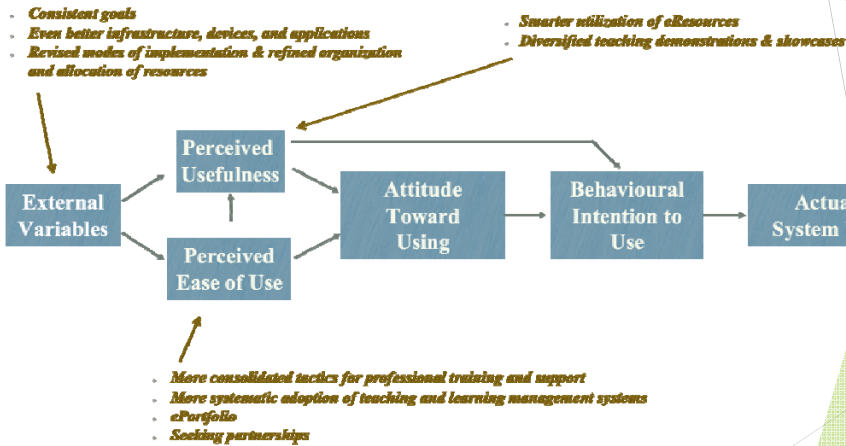 Consistent goals
Even better infrastructure, devices, and applications
Revised modes of implementation & refined organization
and allocation of resources
Smarter utilization of eResources
Diversified teaching demonstrations & showcases
Perceived
Usefulness
External
Variables
Perceived
Ease of Use
Attitude
Toward
Using
Behavioural
Intention to
Use
Actua
System
More consolidated tactics for professional training and support
More systematic adoption of teaching and learning management systems
ePortfolio
Seeking partnerships